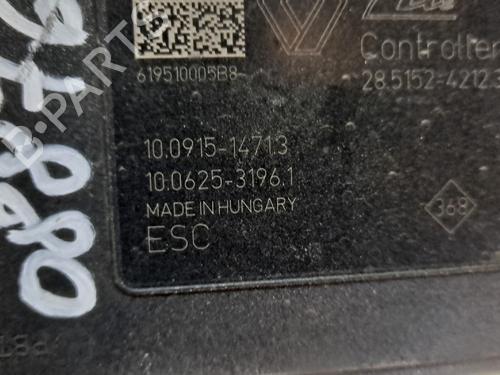 Ate
Controller
619510005B8-
28.5152-4212.
10.0915-1471.3
10.0625-3196.1
MADE IN HUNGARY
368
ESC
B-PARTS